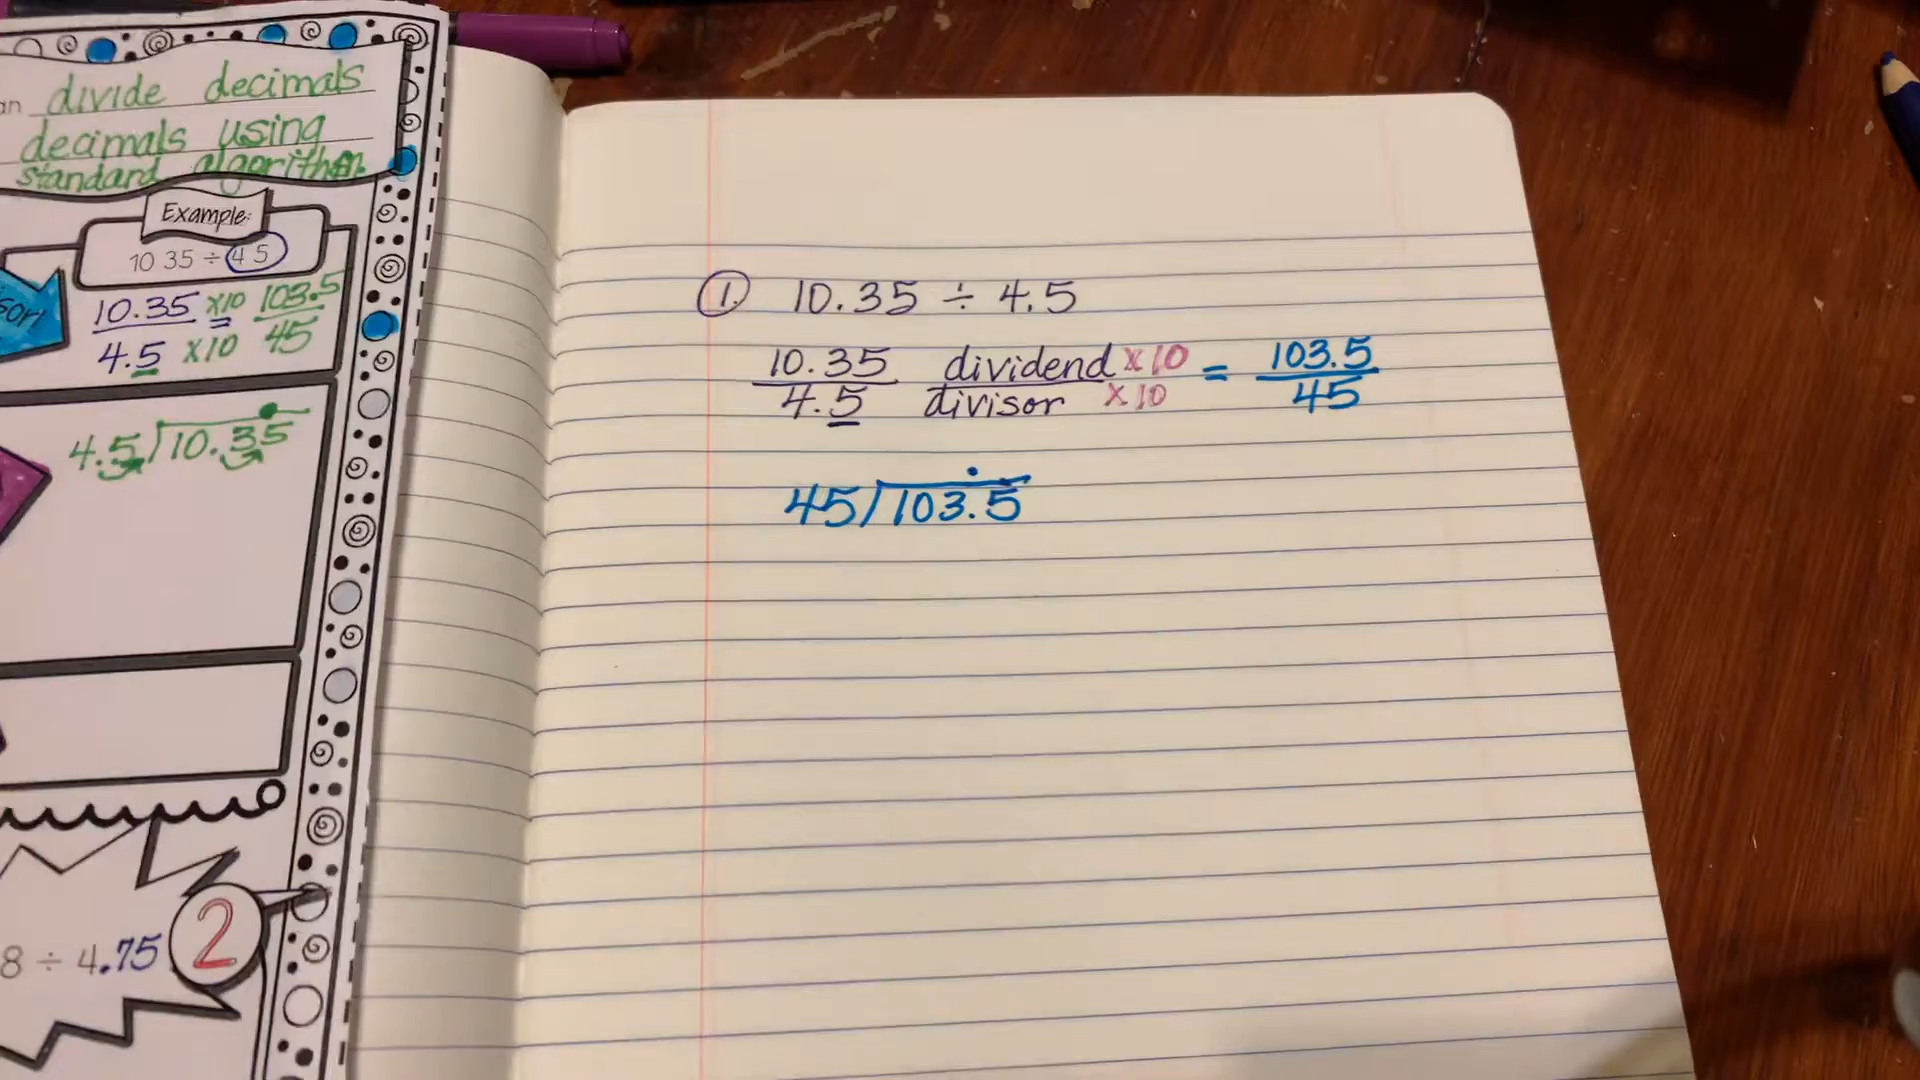 divide decimals
decimals using
standard algorithm.
Example:
10 35 ÷ 4 5
10.35 x10 103.5
4.5 x10 45
4.5 10.35
8 ÷ 4.75
2
1. 10.35 ÷ 4.5
10.35 dividend x10 = 103.5
4.5 divisor x10 45
45 103.5